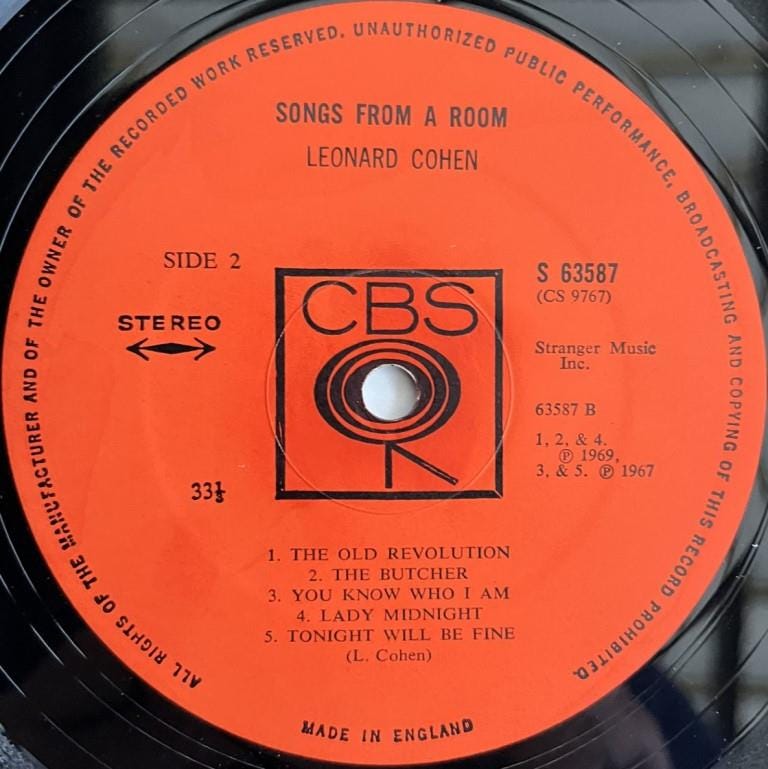 ALL RIGHTS OF THE MANUFACTURER AND OF THE OWNER OF THE RECORDED WORK RESERVED. UNAUTHORIZED PUBLIC PERFORMANCE, BROADCASTING AND COPYING OF THIS RECORD PROHIBITED.
SONGS FROM A ROOM
LEONARD COHEN
SIDE 2
STEREO
33⅓
CBS
S 63587
(CS 9767)
Stranger Music
Inc.
63587 B
1, 2, & 4.
℗ 1969,
3, & 5. ℗ 1967
1. THE OLD REVOLUTION
2. THE BUTCHER
3. YOU KNOW WHO I AM
4. LADY MIDNIGHT
5. TONIGHT WILL BE FINE
(L. Cohen)
MADE IN ENGLAND